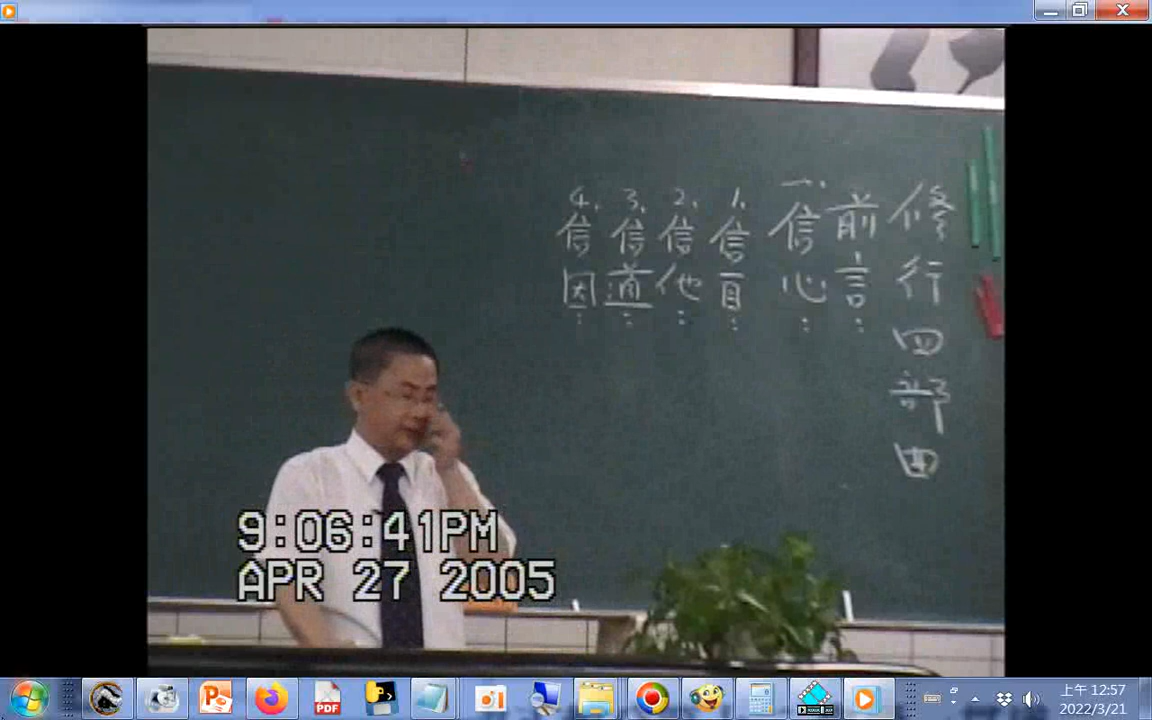 修行四部曲
前言：
一、信心：
1. 信自：
2. 信他：
3. 信道：
4. 信因：
9:06:41PM
APR 27 2005
PDF
上午 12:57
2022/3/21